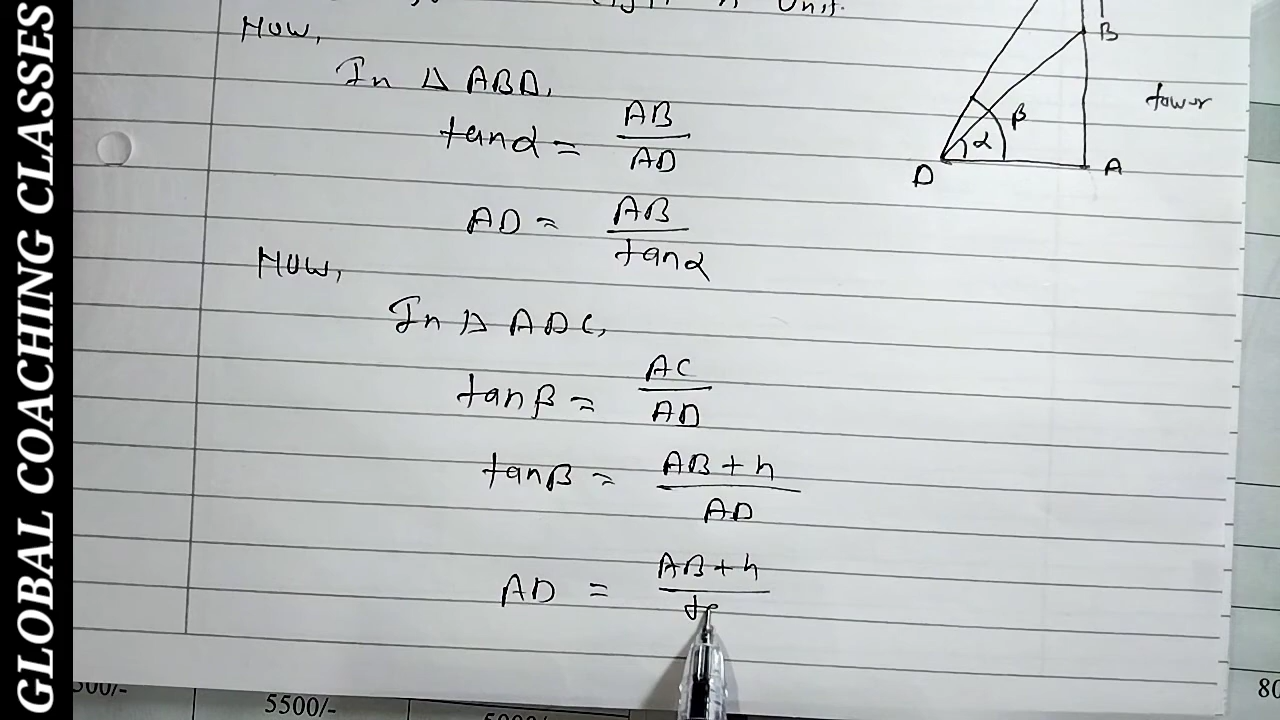 GLOBAL COACHING CLASSES
Unit.
Now,
In Δ ABD,
tanα = AB
AD
AD = AB
tanα
Now,
In Δ ADC,
tanβ = AC
AD
tanβ = AB + h
AD
AD = AB + h
B
tower
β
α
D
A
5500/-
80